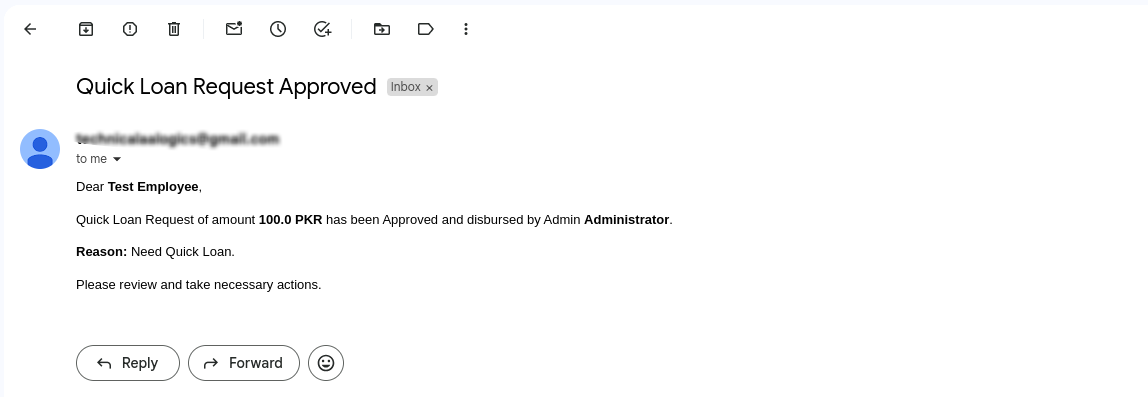 Quick Loan Request Approved Inbox ×
to me
Dear Test Employee,
Quick Loan Request of amount 100.0 PKR has been Approved and disbursed by Admin Administrator.
Reason: Need Quick Loan.
Please review and take necessary actions.
Reply Forward